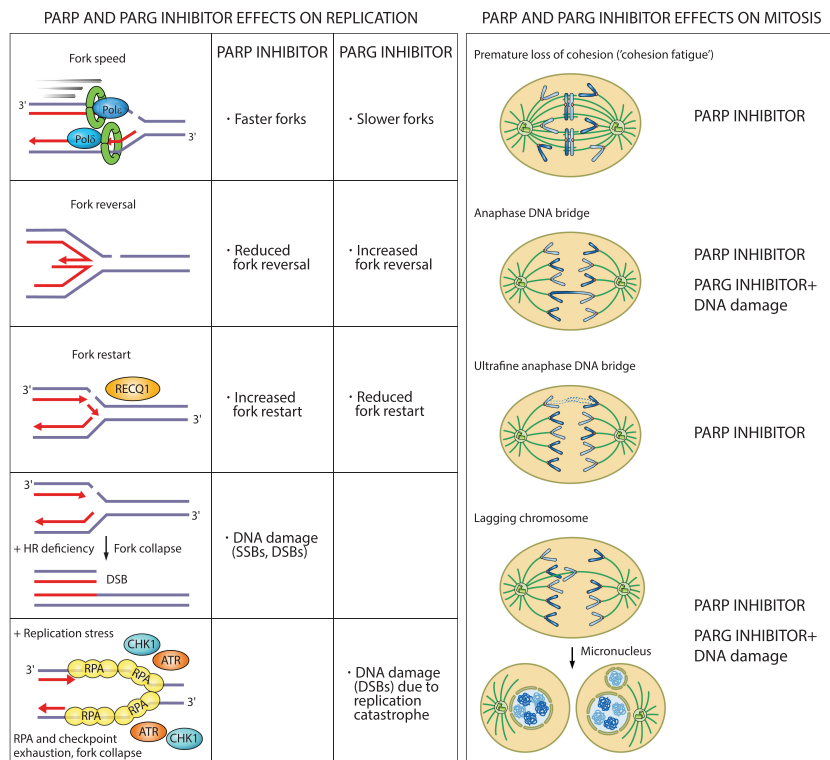 PARP AND PARG INHIBITOR EFFECTS ON REPLICATION
Fork speed
PARP INHIBITOR
PARG INHIBITOR
3'
Polε
Polδ
3'
· Faster forks
· Slower forks
Fork reversal
· Reduced
fork reversal
· Increased
fork reversal
Fork restart
3'
RECQ1
3'
· Increased
fork restart
· Reduced
fork restart
3'
3'
+ HR deficiency
Fork collapse
DSB
· DNA damage
(SSBs, DSBs)
+ Replication stress
CHK1
ATR
3'
RPA
RPA
3'
RPA
RPA
ATR
CHK1
RPA and checkpoint
exhaustion, fork collapse
· DNA damage
(DSBs) due to
replication
catastrophe
PARP AND PARG INHIBITOR EFFECTS ON MITOSIS
Premature loss of cohesion ('cohesion fatigue')
PARP INHIBITOR
Anaphase DNA bridge
PARP INHIBITOR
PARG INHIBITOR+
DNA damage
Ultrafine anaphase DNA bridge
PARP INHIBITOR
Lagging chromosome
PARP INHIBITOR
PARG INHIBITOR+
DNA damage
Micronucleus